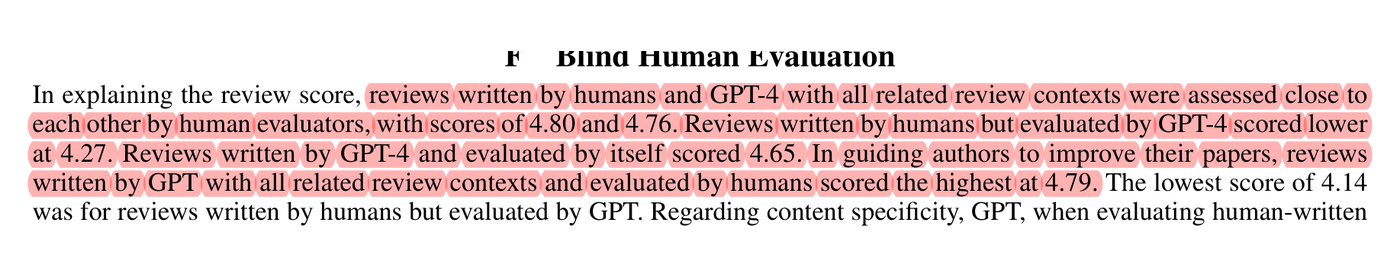 F Blind Human Evaluation
In explaining the review score, reviews written by humans and GPT-4 with all related review contexts were assessed close to
each other by human evaluators, with scores of 4.80 and 4.76. Reviews written by humans but evaluated by GPT-4 scored lower
at 4.27. Reviews written by GPT-4 and evaluated by itself scored 4.65. In guiding authors to improve their papers, reviews
written by GPT with all related review contexts and evaluated by humans scored the highest at 4.79. The lowest score of 4.14
was for reviews written by humans but evaluated by GPT. Regarding content specificity, GPT, when evaluating human-written